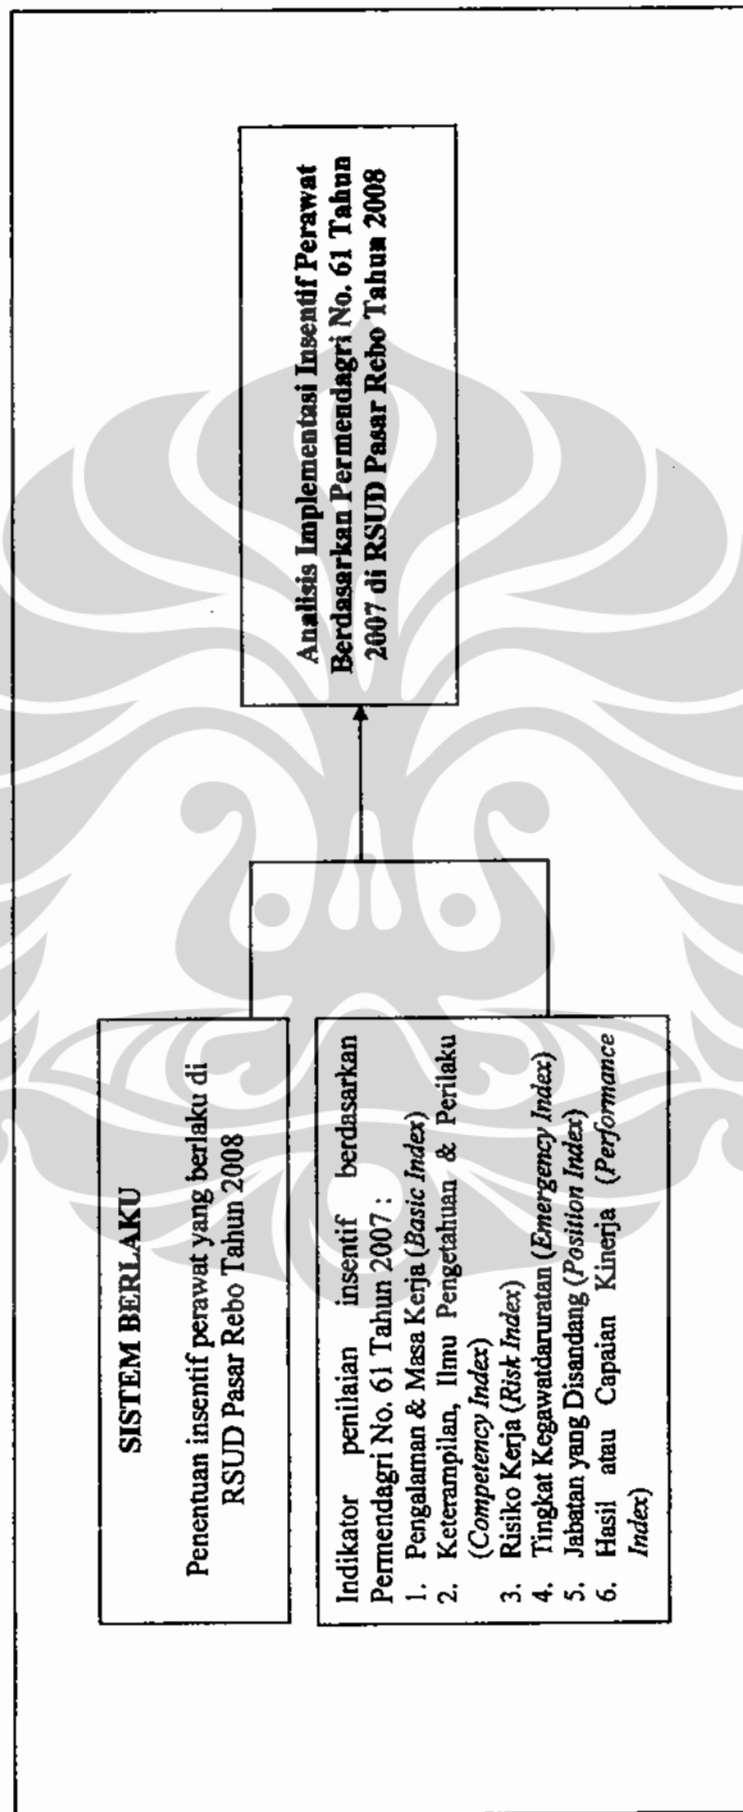 SISTEM BERLAKU
Penentuan insentif perawat yang berlaku di
RSUD Pasar Rebo Tahun 2008
Indikator penilaian insentif berdasarkan
Permendagri No. 61 Tahun 2007 :
1. Pengalaman & Masa Kerja (Basic Index)
2. Keterampilan, Ilmu Pengetahuan & Perilaku
(Competency Index)
3. Risiko Kerja (Risk Index)
4. Tingkat Kegawatdaruratan (Emergency Index)
5. Jabatan yang Disandang (Position Index)
6. Hasil atau Capaian Kinerja (Performance
Index)
Analisis Implementasi Insentif Perawat
Berdasarkan Permendagri No. 61 Tahun
2007 di RSUD Pasar Rebo Tahun 2008